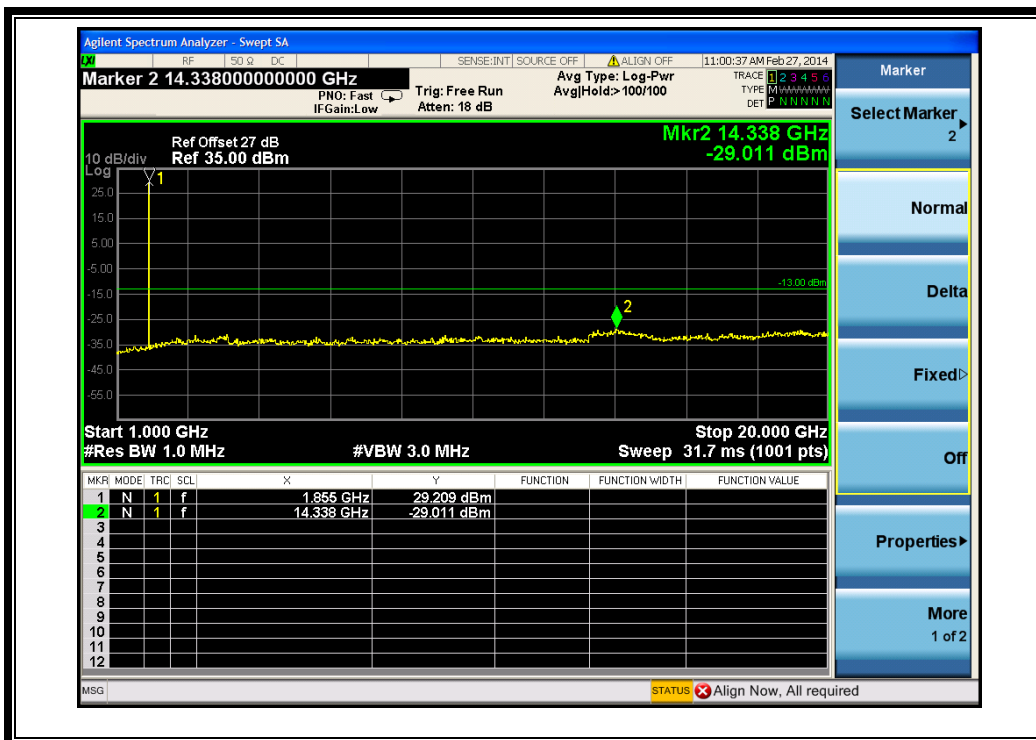 Agilent Spectrum Analyzer - Swept SA
LXI RF 50 Ω DC SENSE:INT SOURCE OFF ALIGN OFF 11:00:37 AM Feb 27, 2014
Marker 2 14.338000000000 GHz
PNO: Fast
IFGain:Low
Trig: Free Run
Atten: 18 dB
Avg Type: Log-Pwr
Avg|Hold:>100/100
TRACE 1 2 3 4 5 6
TYPE M
DET P N N N N N
Mkr2 14.338 GHz
-29.011 dBm
Ref Offset 27 dB
10 dB/div Ref 35.00 dBm
Log
1
25.0
15.0
5.00
-5.00
-13.00 dBm
-15.0
2
-25.0
-35.0
-45.0
-55.0
Start 1.000 GHz Stop 20.000 GHz
#Res BW 1.0 MHz #VBW 3.0 MHz Sweep 31.7 ms (1001 pts)
MKR MODE TRC SCL X Y FUNCTION FUNCTION WIDTH FUNCTION VALUE
1 N 1 f 1.855 GHz 29.209 dBm
2 N 1 f 14.338 GHz -29.011 dBm
3
4
5
6
7
8
9
10
11
12
MSG STATUS Align Now, All required
Marker
Select Marker
2
Normal
Delta
Fixed
Off
Properties
More
1 of 2